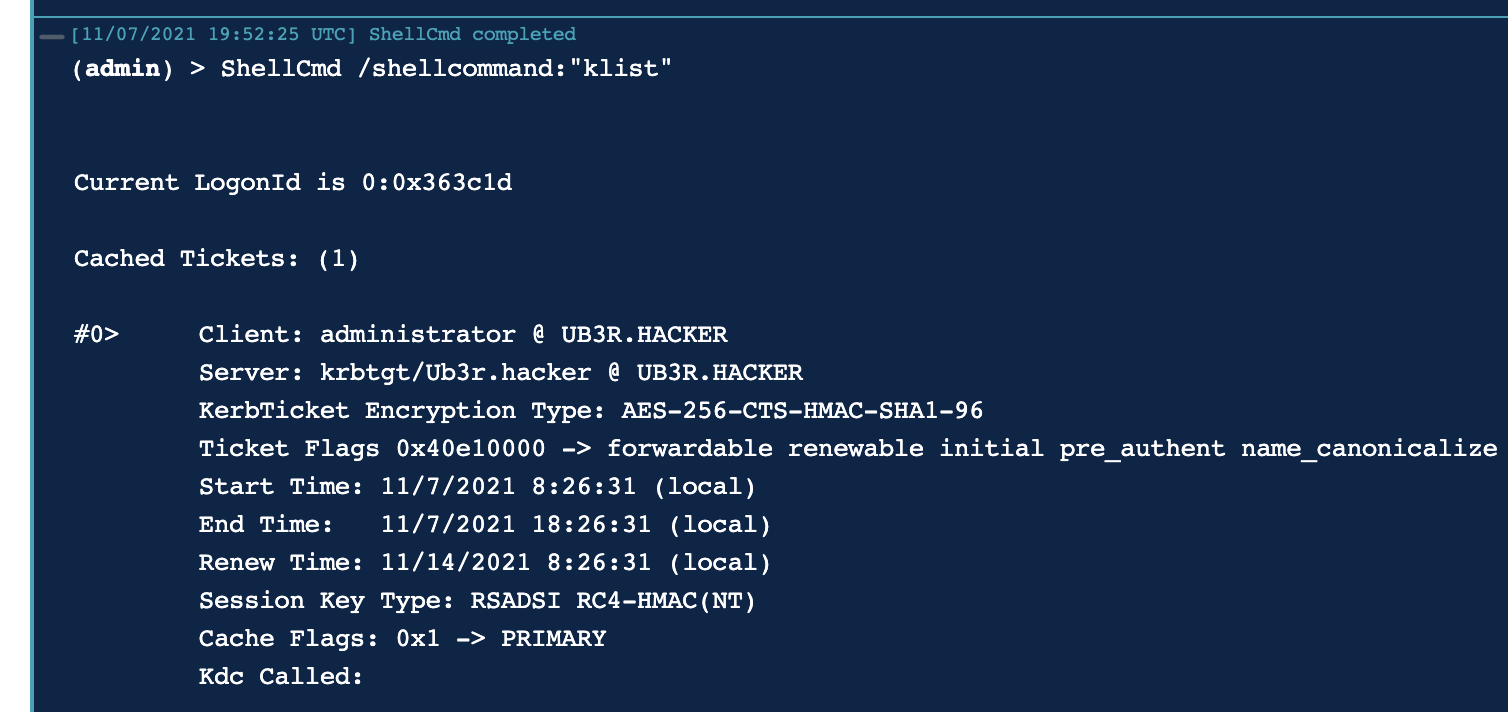 [11/07/2021 19:52:25 UTC] ShellCmd completed
(admin) > ShellCmd /shellcommand:"klist"
Current LogonId is 0:0x363c1d
Cached Tickets: (1)
#0> Client: administrator @ UB3R.HACKER
Server: krbtgt/Ub3r.hacker @ UB3R.HACKER
KerbTicket Encryption Type: AES-256-CTS-HMAC-SHA1-96
Ticket Flags 0x40e10000 -> forwardable renewable initial pre_authent name_canonicalize
Start Time: 11/7/2021 8:26:31 (local)
End Time: 11/7/2021 18:26:31 (local)
Renew Time: 11/14/2021 8:26:31 (local)
Session Key Type: RSADSI RC4-HMAC(NT)
Cache Flags: 0x1 -> PRIMARY
Kdc Called: